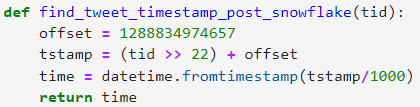 def find_tweet_timestamp_post_snowflake(tid):
    offset = 1288834974657
    tstamp = (tid >> 22) + offset
    time = datetime.fromtimestamp(tstamp/1000)
    return time